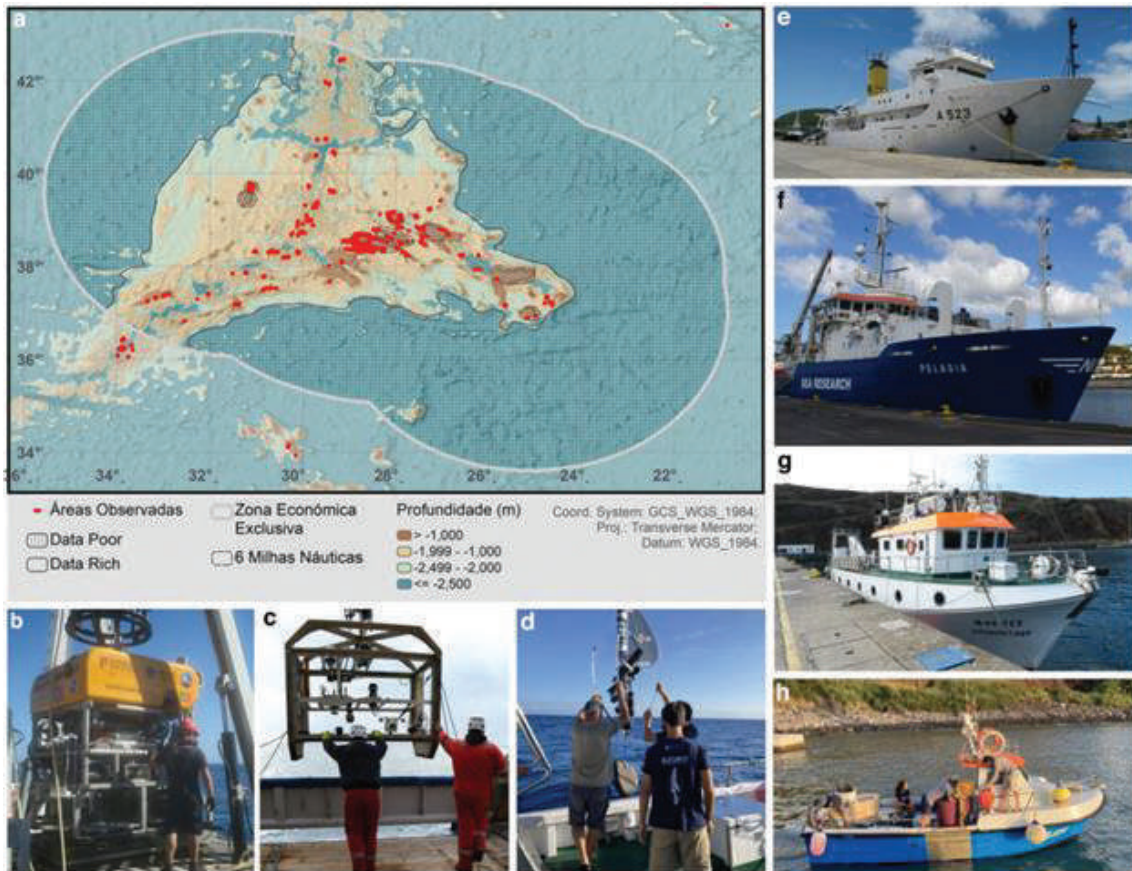 a
42°
40°
38°
36°
34°
36°
34°
32°
30°
28°
26°
24°
22°
Áreas Observadas
Data Poor
Data Rich
Zona Económica
Exclusiva
6 Milhas Náuticas
Profundidade (m)
> -1,000
-1,999 - -1,000
-2,499 - -2,000
<= -2,500
Coord. System: GCS_WGS_1984;
Proj.: Transverse Mercator;
Datum: WGS_1984.
b
c
d
e
A 523
f
PELAGIA
SEA RESEARCH
g
h